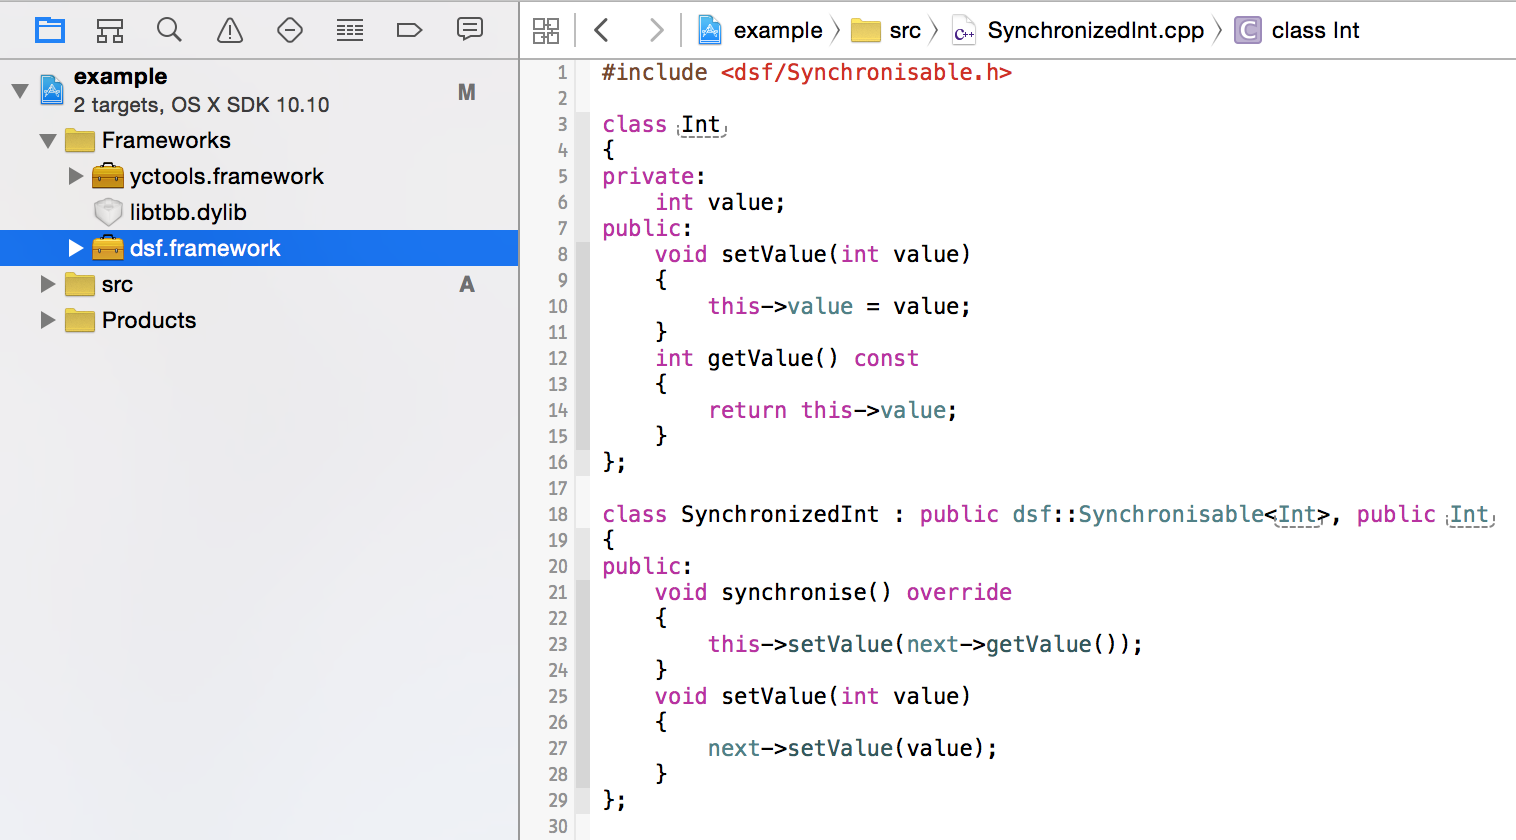 example > src > SynchronizedInt.cpp > C class Int
example
2 targets, OS X SDK 10.10
M
Frameworks
yctools.framework
libtbb.dylib
dsf.framework
src
A
Products
1 #include <dsf/Synchronisable.h>
2
3 class Int
4 {
5 private:
6     int value;
7 public:
8     void setValue(int value)
9     {
10         this->value = value;
11     }
12     int getValue() const
13     {
14         return this->value;
15     }
16 };
17
18 class SynchronizedInt : public dsf::Synchronisable<Int>, public Int
19 {
20 public:
21     void synchronise() override
22     {
23         this->setValue(next->getValue());
24     }
25     void setValue(int value)
26     {
27         next->setValue(value);
28     }
29 };
30